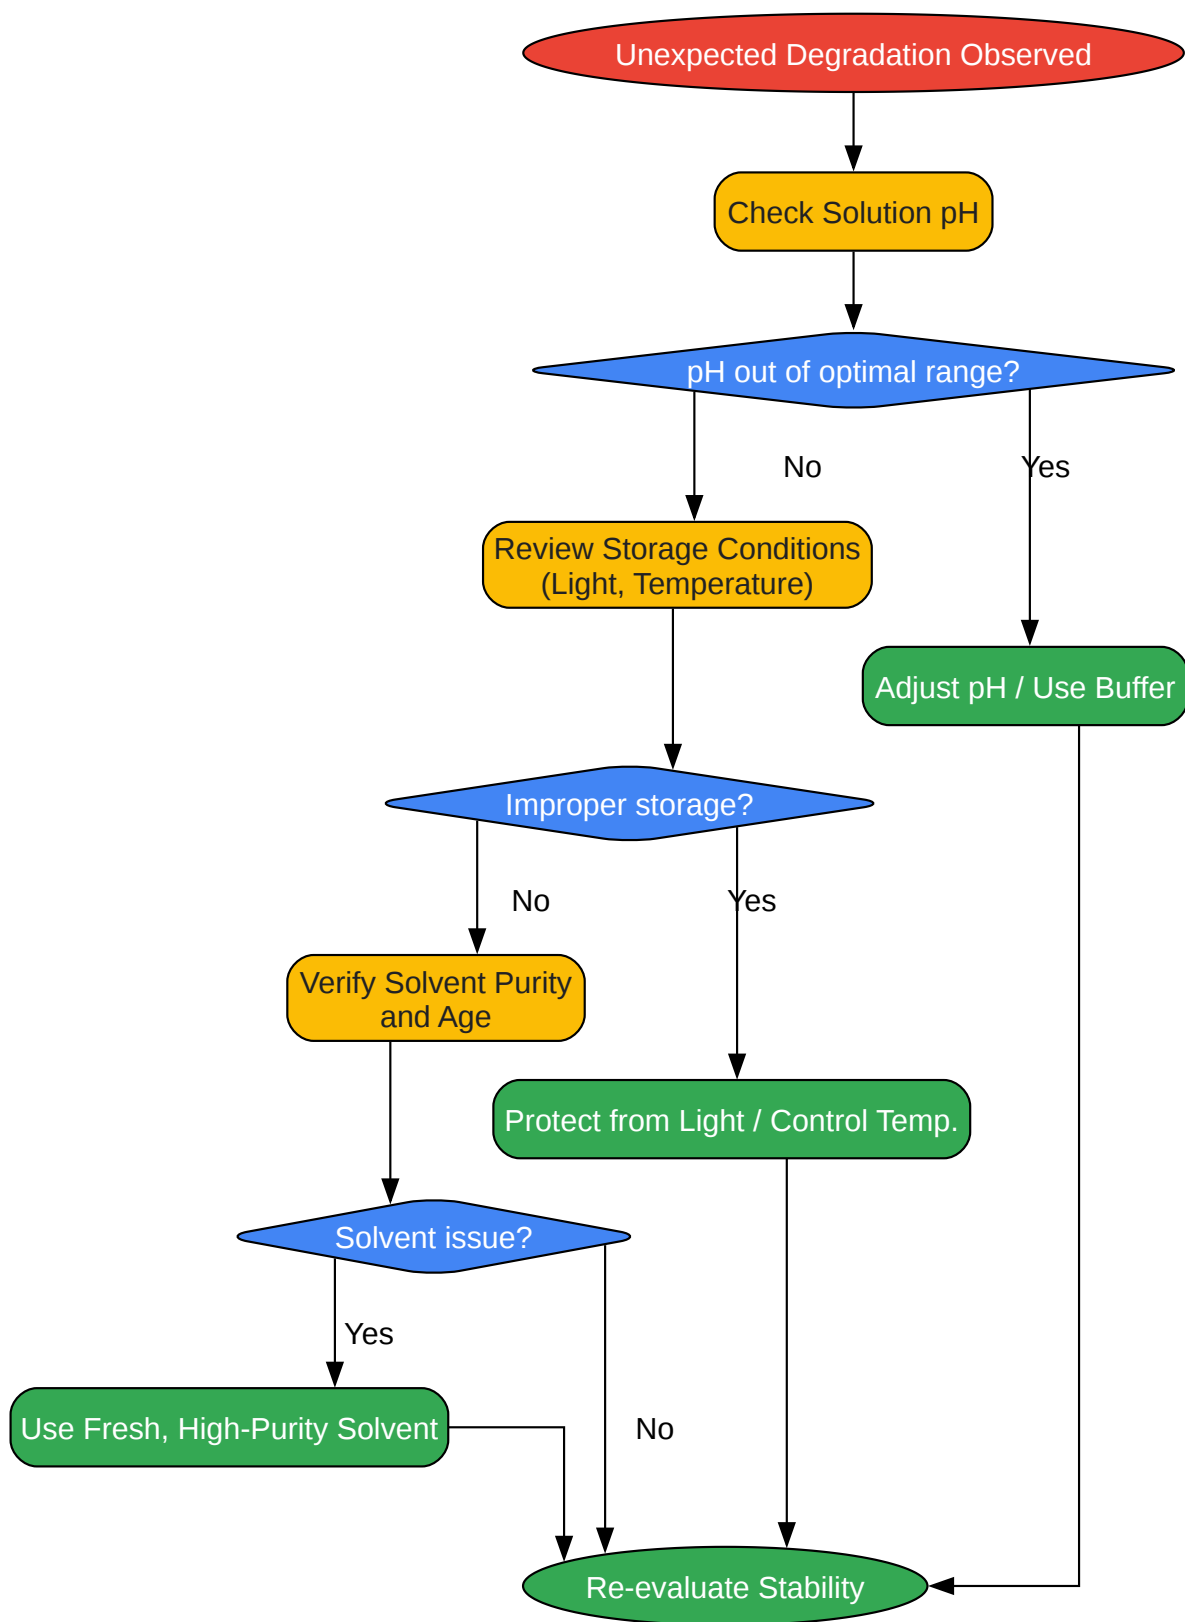 Unexpected Degradation Observed
Check Solution pH
pH out of optimal range?
No
Yes
Review Storage Conditions
(Light, Temperature)
Adjust pH / Use Buffer
Improper storage?
No
Yes
Verify Solvent Purity
and Age
Protect from Light / Control Temp.
Solvent issue?
Yes
Use Fresh, High-Purity Solvent
No
Re-evaluate Stability